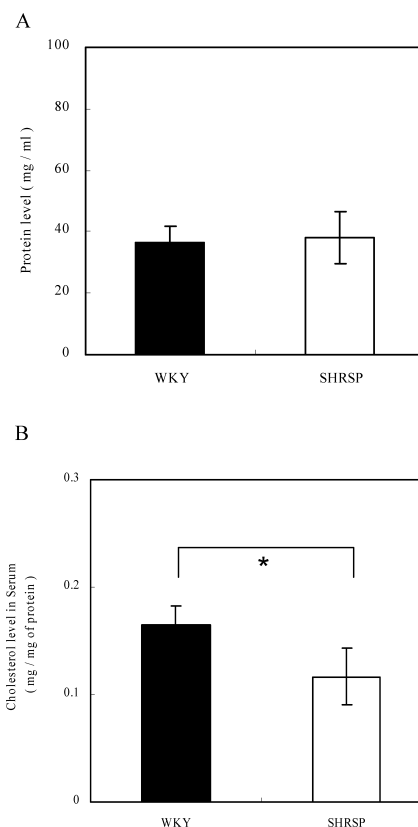 A
100
80
60
40
20
0
Protein level ( mg / ml )
WKY SHRSP
B
0.3
0.2
0.1
0
Cholesterol level in Serum
( mg / mg of protein )
*
WKY SHRSP